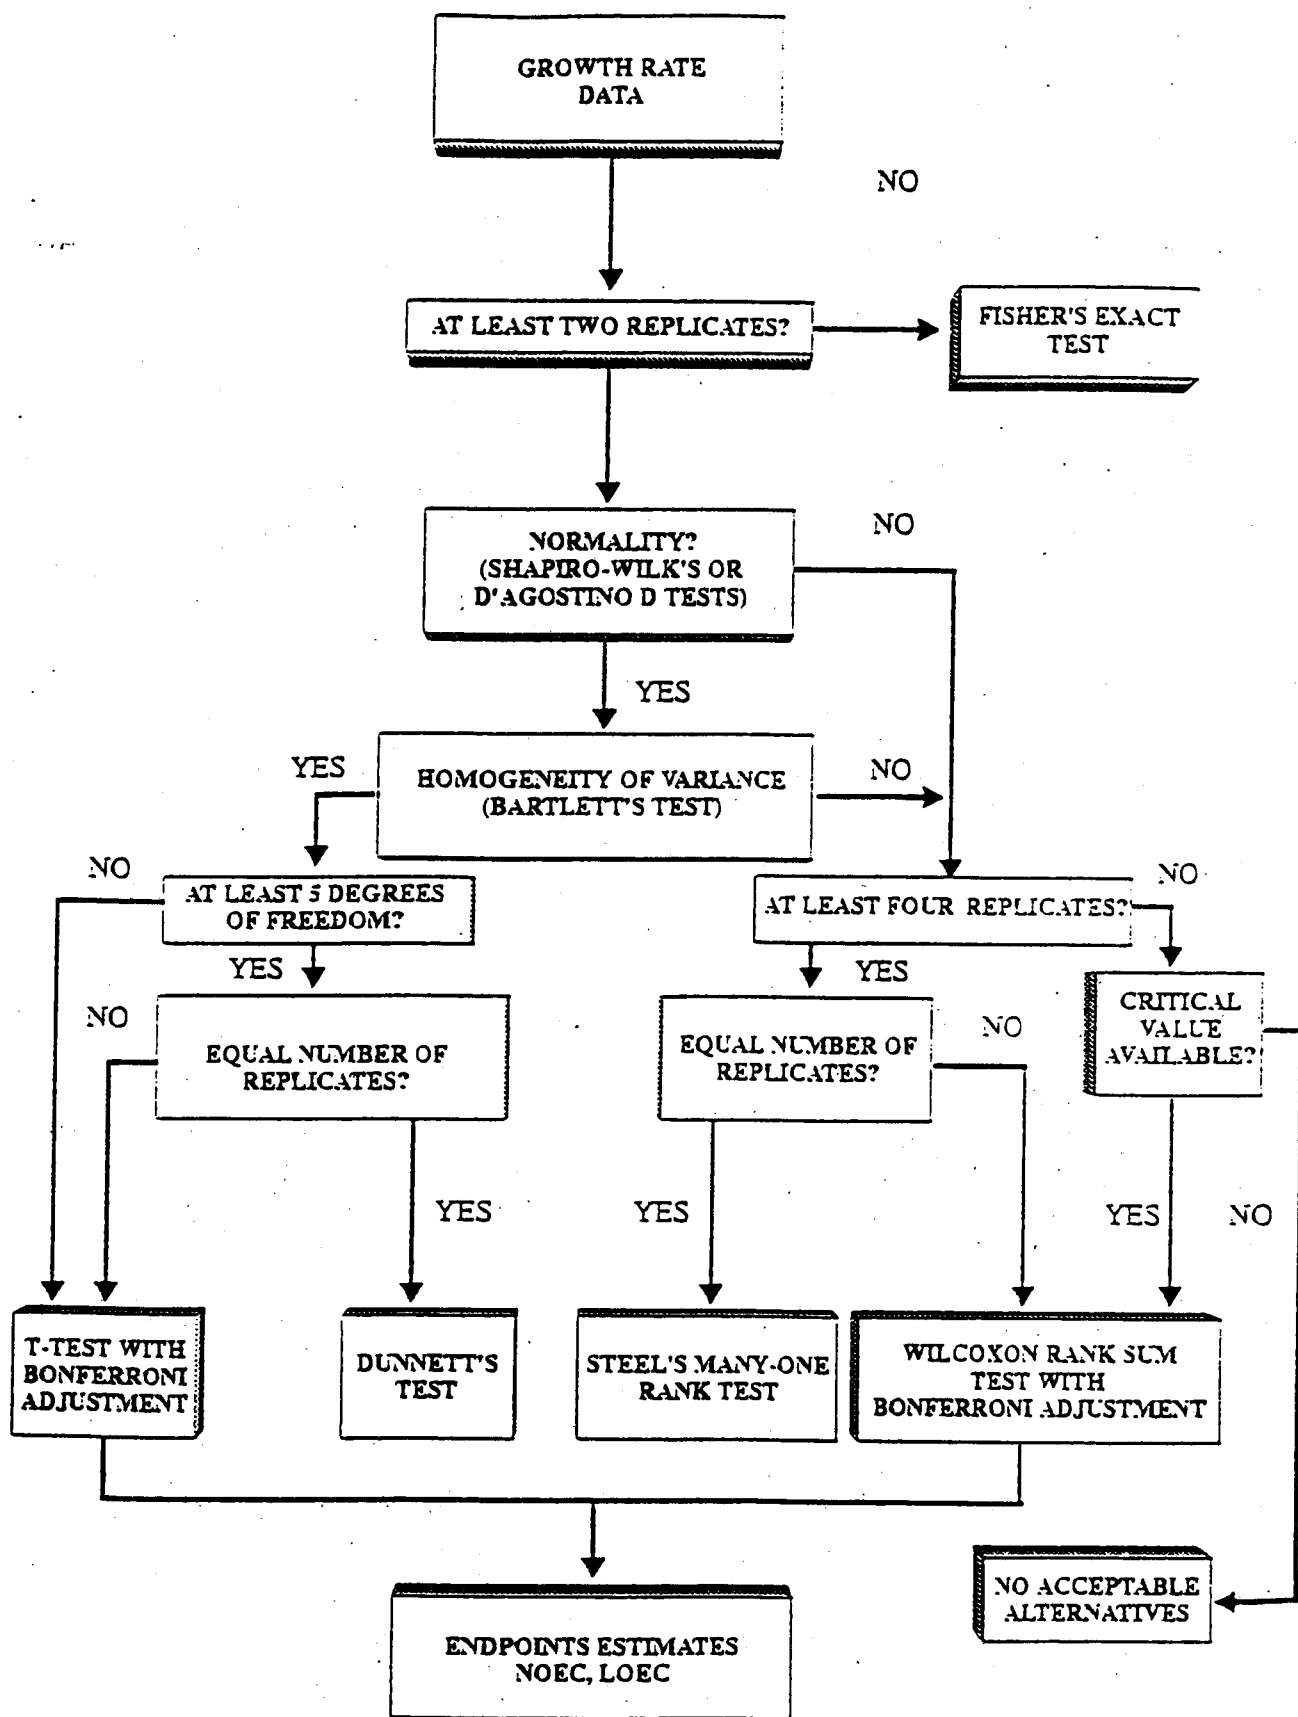 GROWTH RATE
DATA
NO
AT LEAST TWO REPLICATES?
FISHER'S EXACT
TEST
NORMALITY?
(SHAPIRO-WILK'S OR
D'AGOSTINO D TESTS)
NO
YES
HOMOGENEITY OF VARIANCE
(BARTLETT'S TEST)
YES
NO
NO
AT LEAST 5 DEGREES
OF FREEDOM?
AT LEAST FOUR REPLICATES?
NO
YES
YES
NO
EQUAL NUMBER OF
REPLICATES?
EQUAL NUMBER OF
REPLICATES?
NO
CRITICAL
VALUE
AVAILABLE?
YES
YES
YES
NO
T-TEST WITH
BONFERRONI
ADJUSTMENT
DUNNETT'S
TEST
STEEL'S MANY-ONE
RANK TEST
WILCOXON RANK SUM
TEST WITH
BONFERRONI ADJUSTMENT
NO ACCEPTABLE
ALTERNATIVES
ENDPOINTS ESTIMATES
NOEC, LOEC